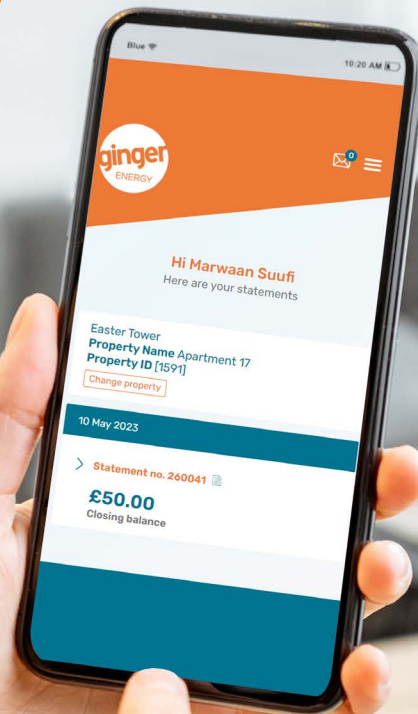 Blue
10:20 AM
ginger
ENERGY
0
Hi Marwaan Suufi
Here are your statements
Easter Tower
Property Name Apartment 17
Property ID [1591]
Change property
10 May 2023
Statement no. 260041
£50.00
Closing balance